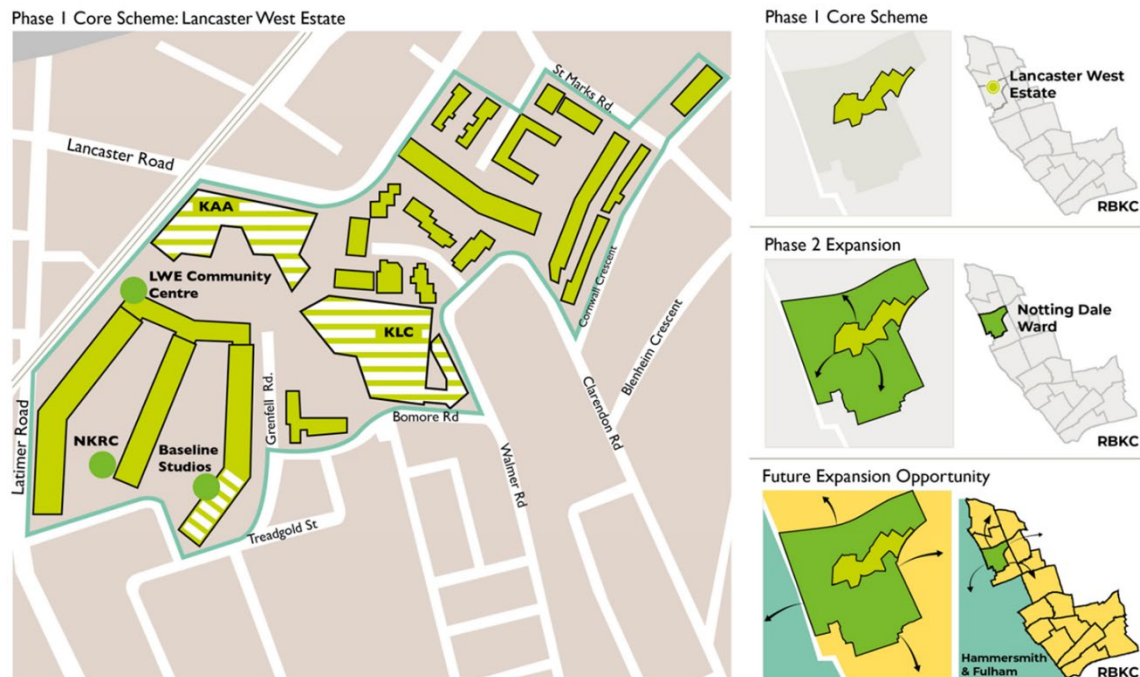 Phase 1 Core Scheme: Lancaster West Estate
St Marks Rd.
Lancaster Road
KAA
LWE Community
Centre
Cornwall Crescent
KLC
Blenheim Crescent
Grenfell Rd.
Clarendon Rd
Latimer Road
Bomore Rd
NKRC
Baseline
Studios
Walmer Rd
Treadgold St
Phase 1 Core Scheme
Lancaster West
Estate
RBKC
Phase 2 Expansion
Notting Dale
Ward
RBKC
Future Expansion Opportunity
Hammersmith
& Fulham
RBKC